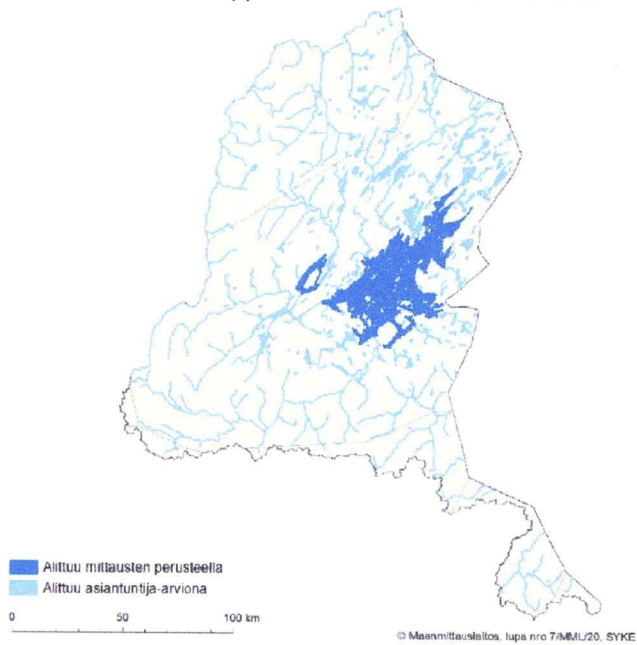 Alittuu mittausten perusteella
Alittuu asiantuntija-arviona
0 50 100 km
© Maanmittauslaitos, lupa nro 7/MML/20, SYKE